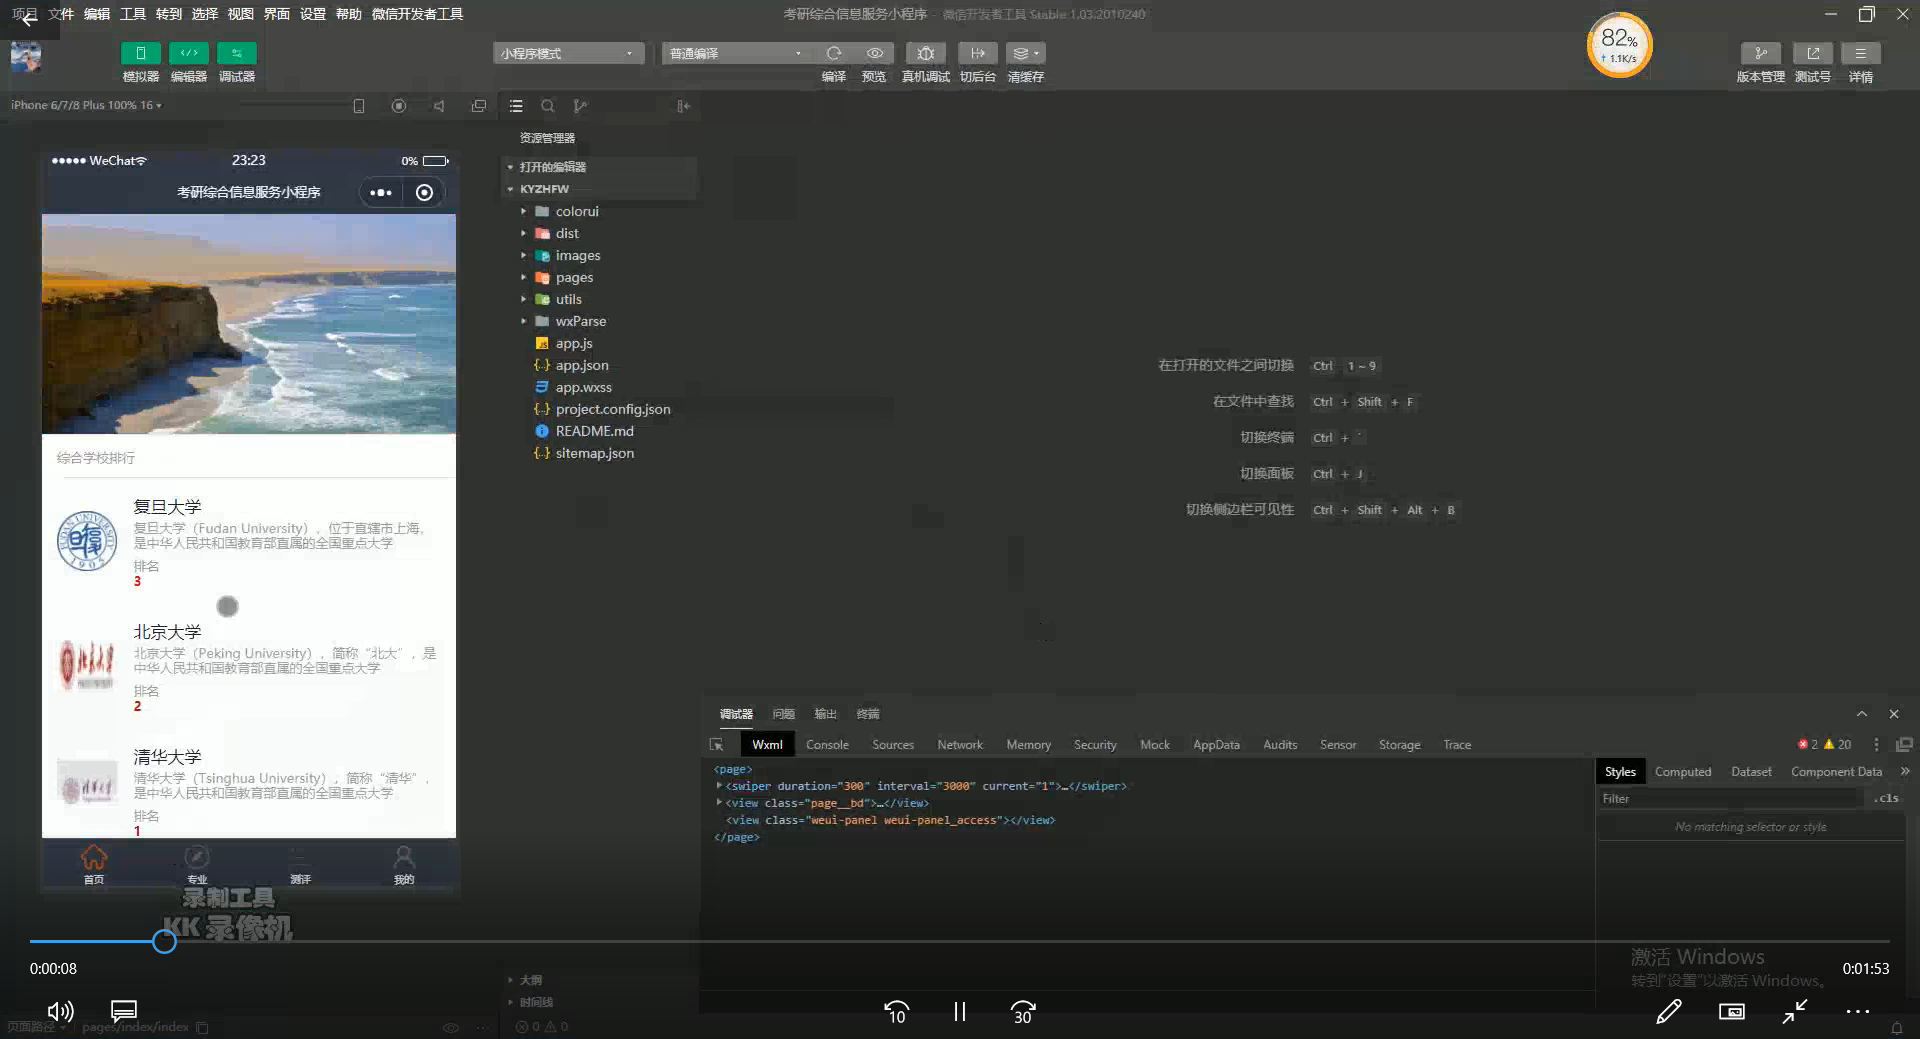 项目 文件 编辑 工具 转到 选择 视图 界面 设置 帮助 微信开发者工具
考研综合信息服务小程序 - 微信开发者工具 Stable 1.03.2010240
82%
↑ 1.1K/s
小程序模式
普通编译
模拟器 编辑器 调试器
编译 预览 真机调试 切后台 清缓存
版本管理 测试号 详情
iPhone 6/7/8 Plus 100% 16
资源管理器
打开的编辑器
KYZHFW
colorui
dist
images
pages
utils
wxParse
app.js
app.json
app.wxss
project.config.json
README.md
sitemap.json
大纲
时间线
WeChat 23:23 0%
考研综合信息服务小程序
综合学校排行
复旦大学
复旦大学（Fudan University），位于直辖市上海，
是中华人民共和国教育部直属的全国重点大学
排名
3
北京大学
北京大学（Peking University），简称“北大”，是
中华人民共和国教育部直属的全国重点大学
排名
2
清华大学
清华大学（Tsinghua University），简称“清华”，
是中华人民共和国教育部直属的全国重点大学
排名
1
首页 专业 测评 我的
录制工具
KK 录像机
在打开的文件之间切换 Ctrl 1 ~ 9
在文件中查找 Ctrl + Shift + F
切换终端 Ctrl + `
切换面板 Ctrl + J
切换侧边栏可见性 Ctrl + Shift + Alt + B
调试器 问题 输出 终端
Wxml Console Sources Network Memory Security Mock AppData Audits Sensor Storage Trace
2 20
<page>
<swiper duration="300" interval="3000" current="1">…</swiper>
<view class="page__bd">…</view>
<view class="weui-panel weui-panel_access"></view>
</page>
Styles Computed Dataset Component Data »
Filter .cls
No matching selector or style
激活 Windows
转到“设置”以激活 Windows。
0:00:08
0:01:53
10
30
页面路径 pages/index/index
0 0